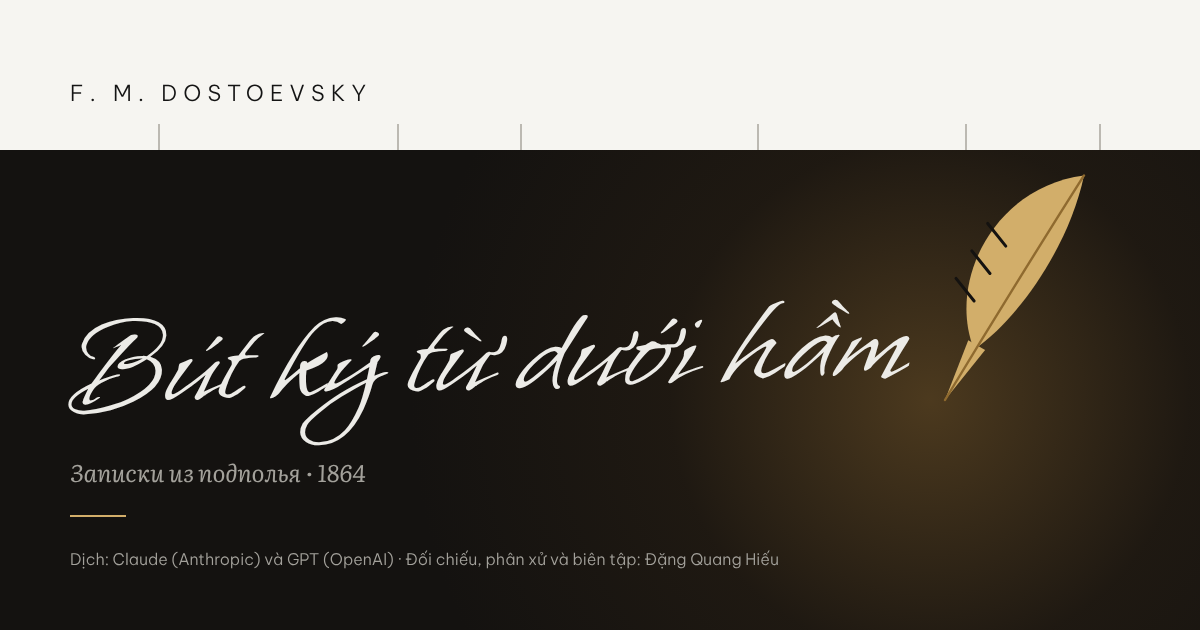 F. M. DOSTOEVSKY
Bút ký từ dưới hầm
Записки из подполья · 1864
Dịch: Claude (Anthropic) và GPT (OpenAI) · Đối chiếu, phân xử và biên tập: Đặng Quang Hiếu